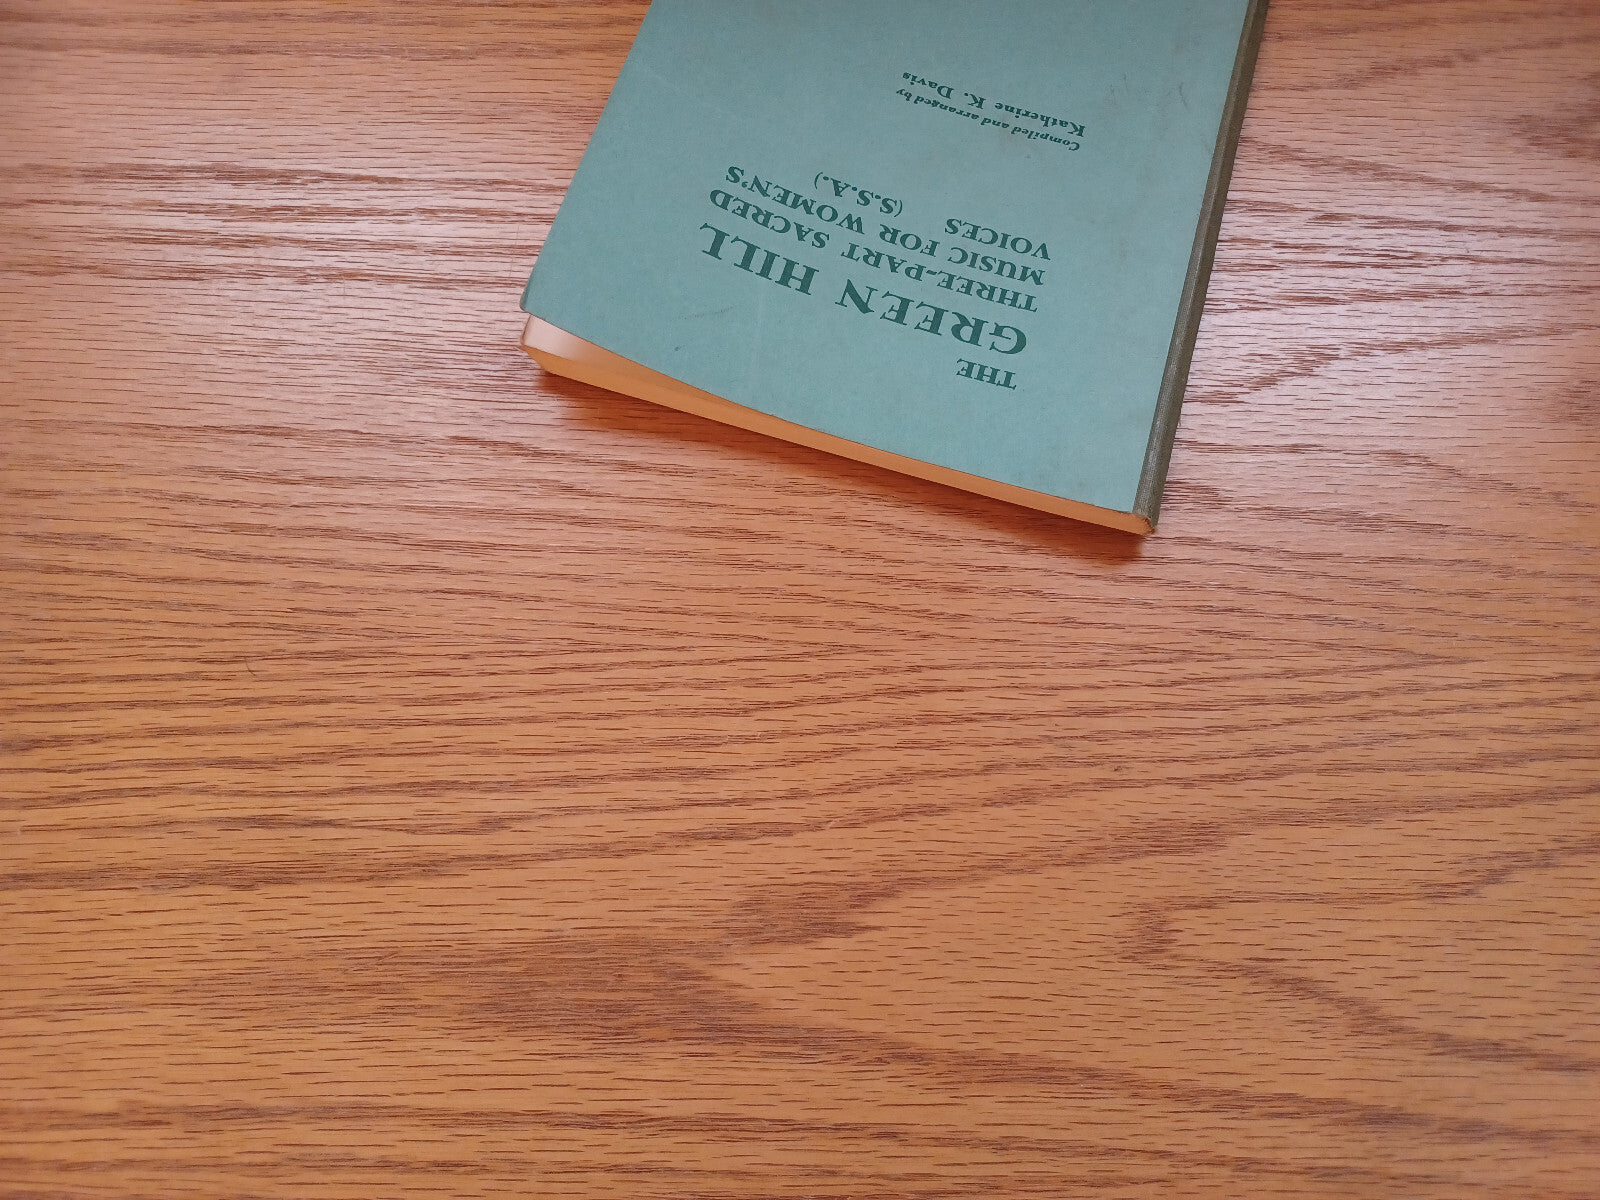 THE
GREEN HILL
THREE-PART SACRED
MUSIC FOR WOMEN'S
VOICES (S.S.A.)
Compiled and arranged by
Katherine K. Davis